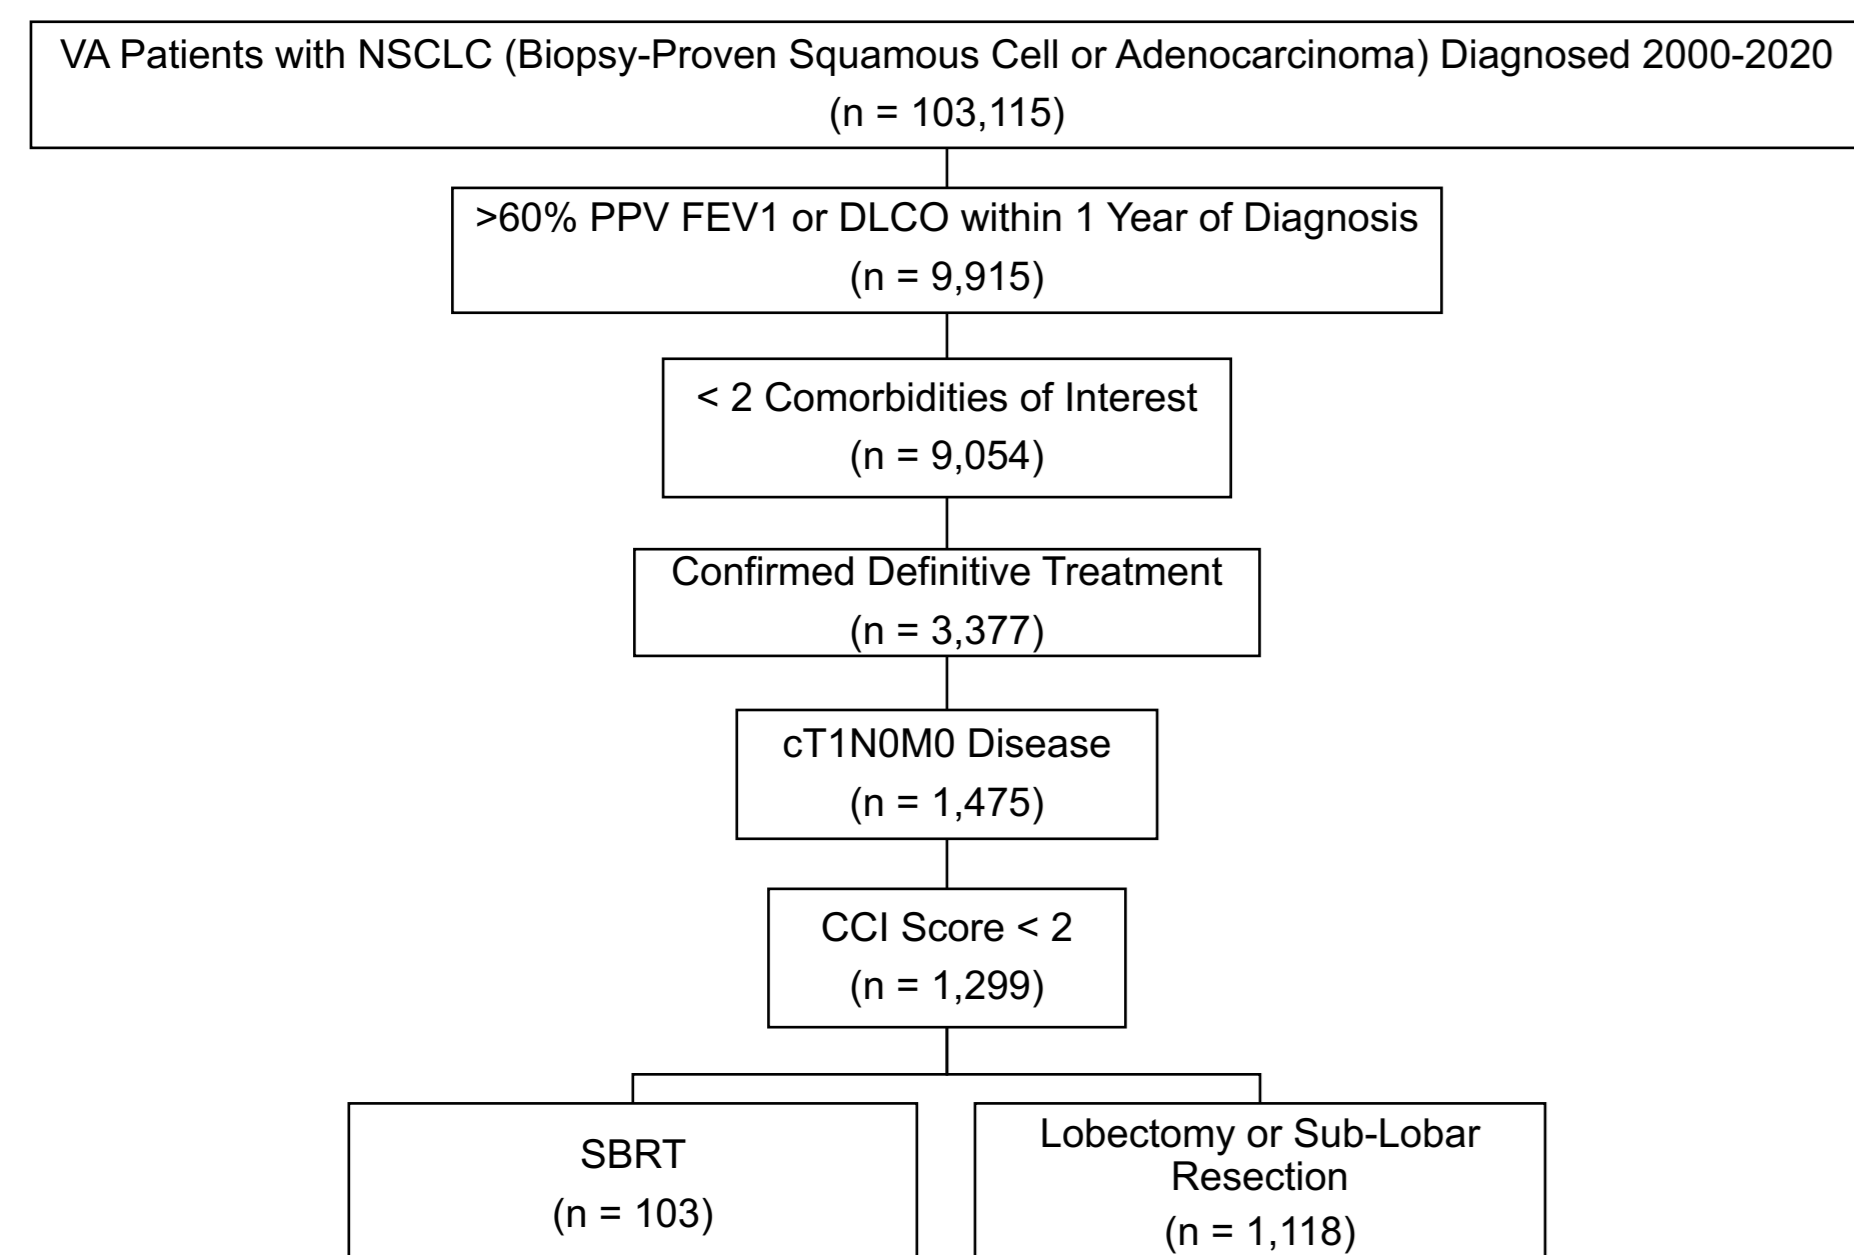 VA Patients with NSCLC (Biopsy-Proven Squamous Cell or Adenocarcinoma) Diagnosed 2000-2020
(n = 103,115)
>60% PPV FEV1 or DLCO within 1 Year of Diagnosis
(n = 9,915)
< 2 Comorbidities of Interest
(n = 9,054)
Confirmed Definitive Treatment
(n = 3,377)
cT1N0M0 Disease
(n = 1,475)
CCI Score < 2
(n = 1,299)
SBRT
(n = 103)
Lobectomy or Sub-Lobar
Resection
(n = 1,118)